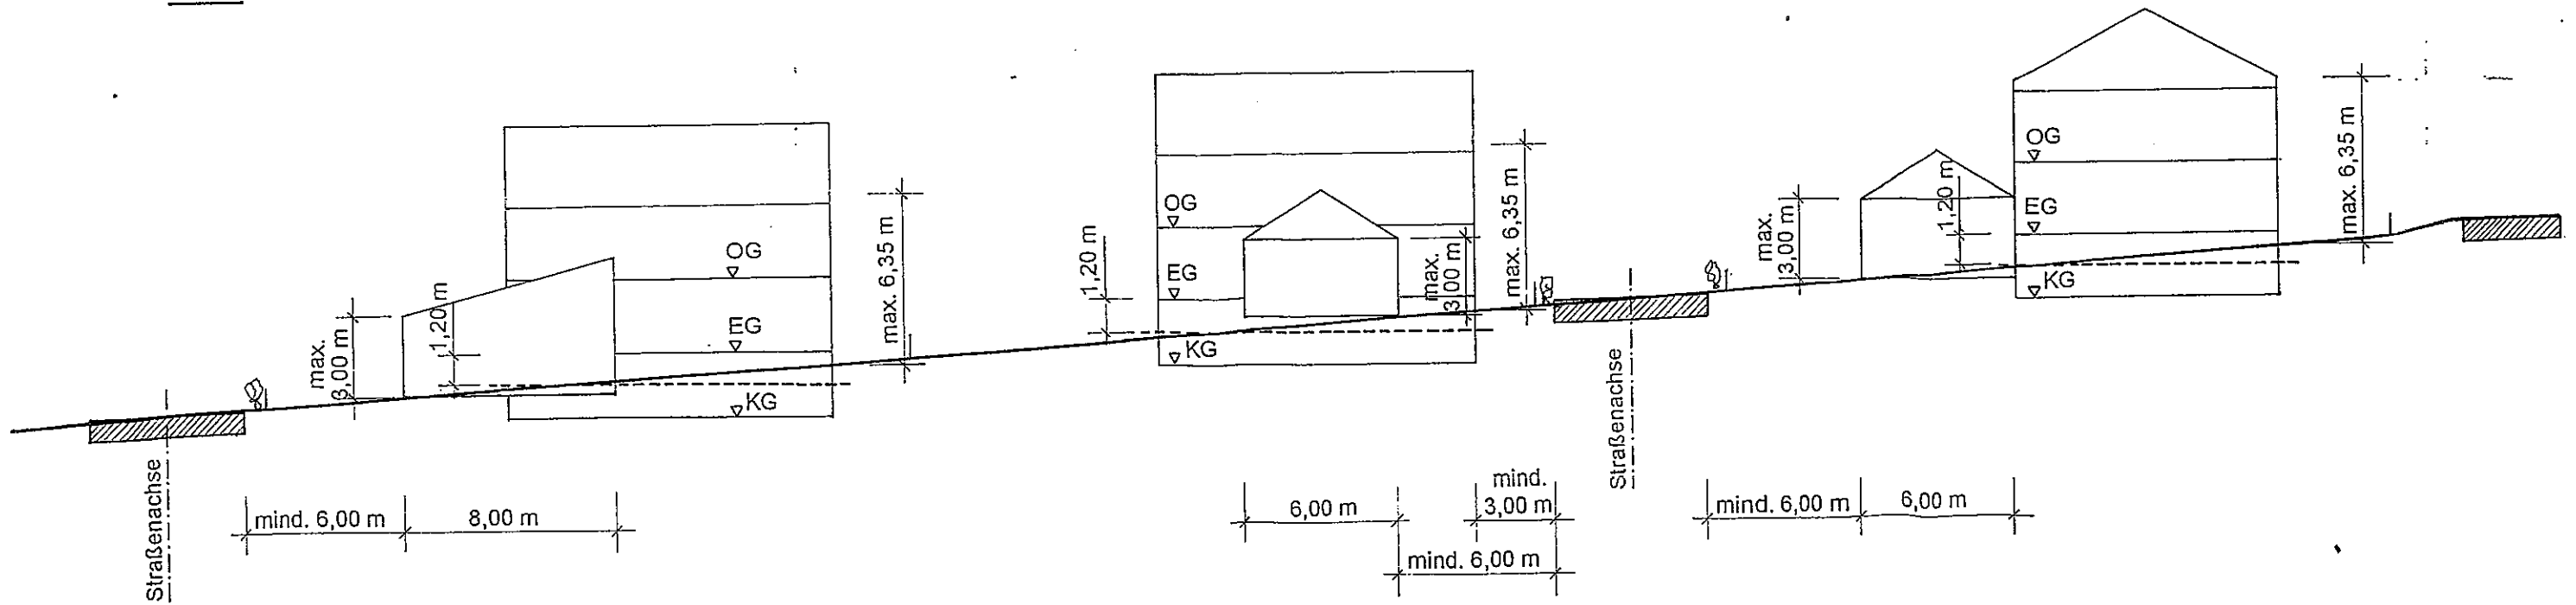 Straßenachse
max.
3,00 m
1,20 m
OG
EG
KG
max. 6,35 m
mind. 6,00 m
8,00 m
1,20 m
OG
EG
KG
max.
3,00 m
max. 6,35 m
6,00 m
mind.
3,00 m
mind. 6,00 m
Straßenachse
max.
3,00 m
1,20 m
OG
EG
KG
max. 6,35 m
mind. 6,00 m
6,00 m